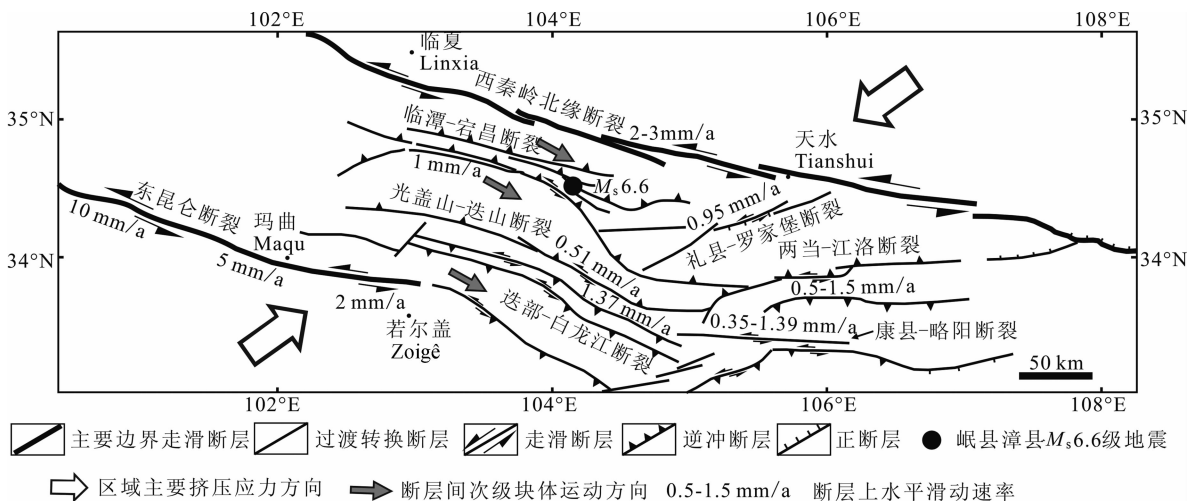 102°E 104°E 106°E 108°E
临夏
Linxia
西秦岭北缘断裂
35°N 35°N
临潭-宕昌断裂
2-3mm/a
天水
Tianshui
1 mm/a
Ms6.6
东昆仑断裂
10 mm/a
玛曲
Maqu
光盖山-迭山断裂
0.95 mm/a
礼县-罗家堡断裂
两当-江洛断裂
34°N 34°N
5 mm/a
0.51 mm/a
0.5-1.5 mm/a
2 mm/a
1.37 mm/a
0.35-1.39 mm/a
康县-略阳断裂
若尔盖
Zoigê
迭部-白龙江断裂
50 km
102°E 104°E 106°E 108°E
主要边界走滑断层 过渡转换断层 走滑断层 逆冲断层 正断层 岷县漳县Ms6.6级地震
区域主要挤压应力方向 断层间次级块体运动方向 0.5-1.5 mm/a 断层上水平滑动速率